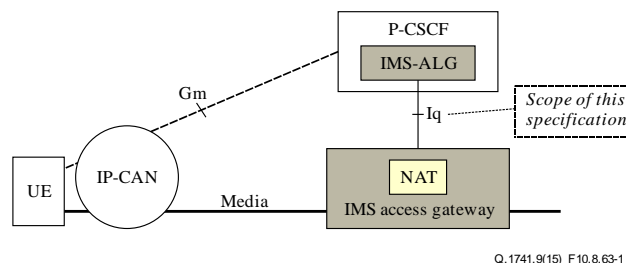 P-CSCF
IMS-ALG
Gm
Iq
Scope of this
specification
UE
IP-CAN
NAT
Media
IMS access gateway
Q.1741.9(15)_F10.8.63-1